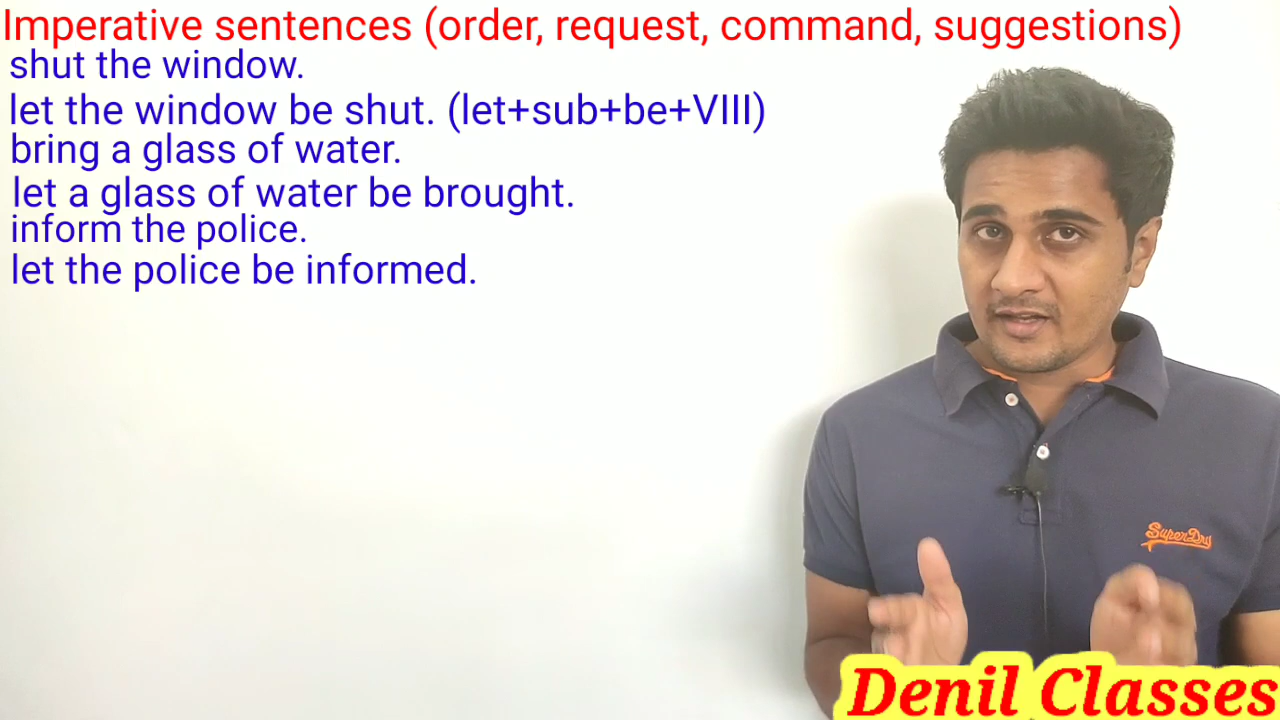 Imperative sentences (order, request, command, suggestions)
shut the window.
let the window be shut. (let+sub+be+VIII)
bring a glass of water.
let a glass of water be brought.
inform the police.
let the police be informed.
SuperDry
Denil Classes